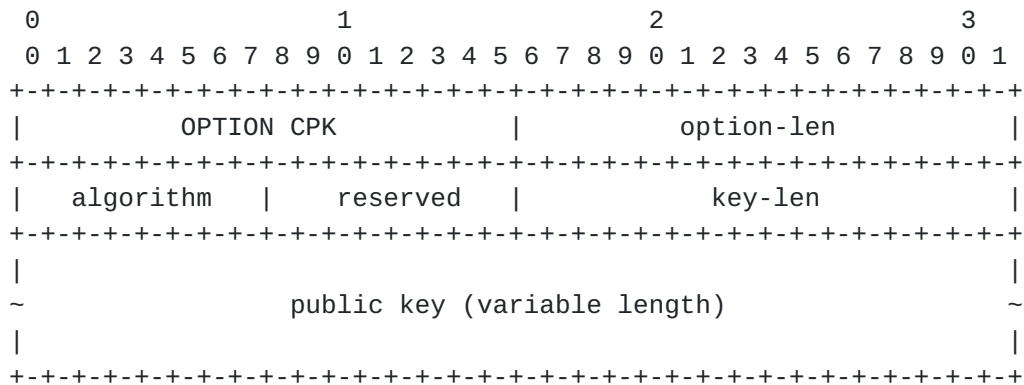 0                   1                   2                   3
 0 1 2 3 4 5 6 7 8 9 0 1 2 3 4 5 6 7 8 9 0 1 2 3 4 5 6 7 8 9 0 1
+-+-+-+-+-+-+-+-+-+-+-+-+-+-+-+-+-+-+-+-+-+-+-+-+-+-+-+-+-+-+-+-+
|          OPTION CPK           |          option-len           |
+-+-+-+-+-+-+-+-+-+-+-+-+-+-+-+-+-+-+-+-+-+-+-+-+-+-+-+-+-+-+-+-+
|   algorithm   |    reserved   |            key-len            |
+-+-+-+-+-+-+-+-+-+-+-+-+-+-+-+-+-+-+-+-+-+-+-+-+-+-+-+-+-+-+-+-+
|                                                               |
~                 public key (variable length)                  ~
|                                                               |
+-+-+-+-+-+-+-+-+-+-+-+-+-+-+-+-+-+-+-+-+-+-+-+-+-+-+-+-+-+-+-+-+